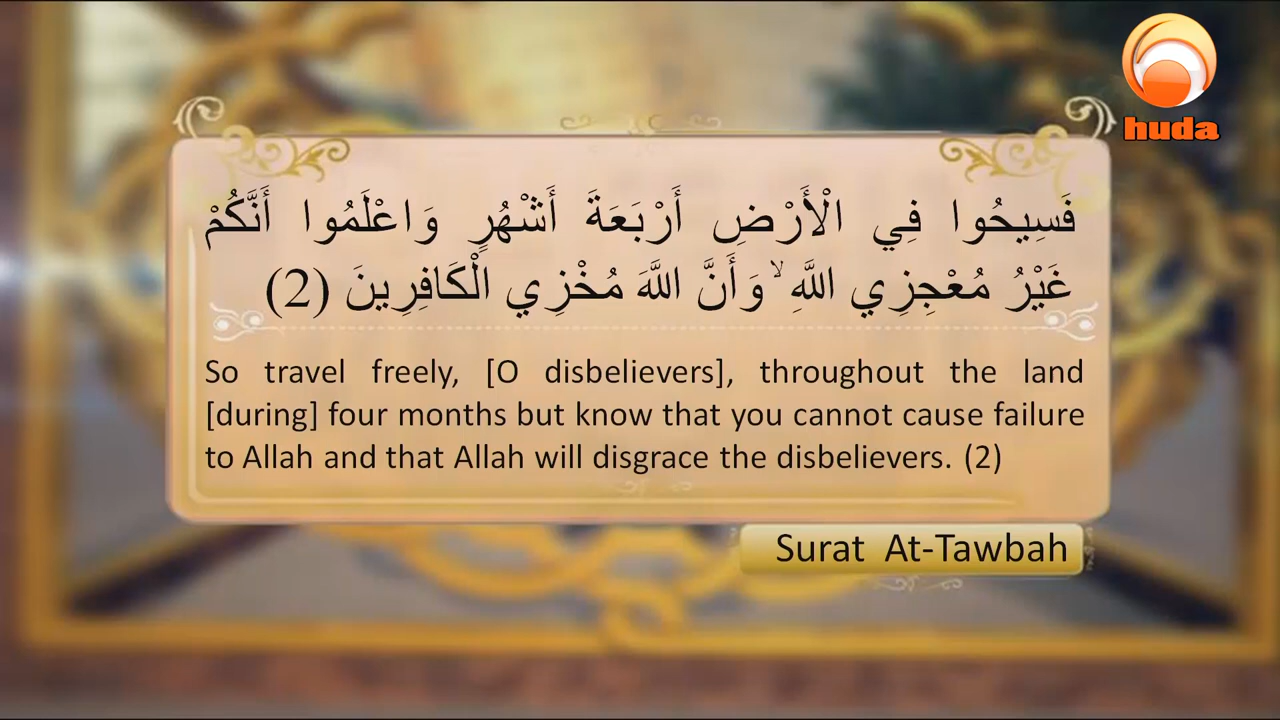 huda
فَسِيحُوا فِي الْأَرْضِ أَرْبَعَةَ أَشْهُرٍ وَاعْلَمُوا أَنَّكُمْ
غَيْرُ مُعْجِزِي اللَّهِ ۙ وَأَنَّ اللَّهَ مُخْزِي الْكَافِرِينَ (2)
So travel freely, [O disbelievers], throughout the land
[during] four months but know that you cannot cause failure
to Allah and that Allah will disgrace the disbelievers. (2)
Surat At-Tawbah